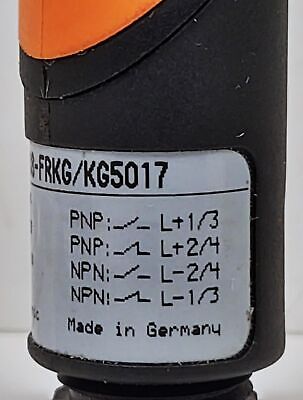 -FRKG/KG5017
PNP: L+1/3
PNP: L+2/4
NPN: L-2/4
NPN: L-1/3
Made in Germany